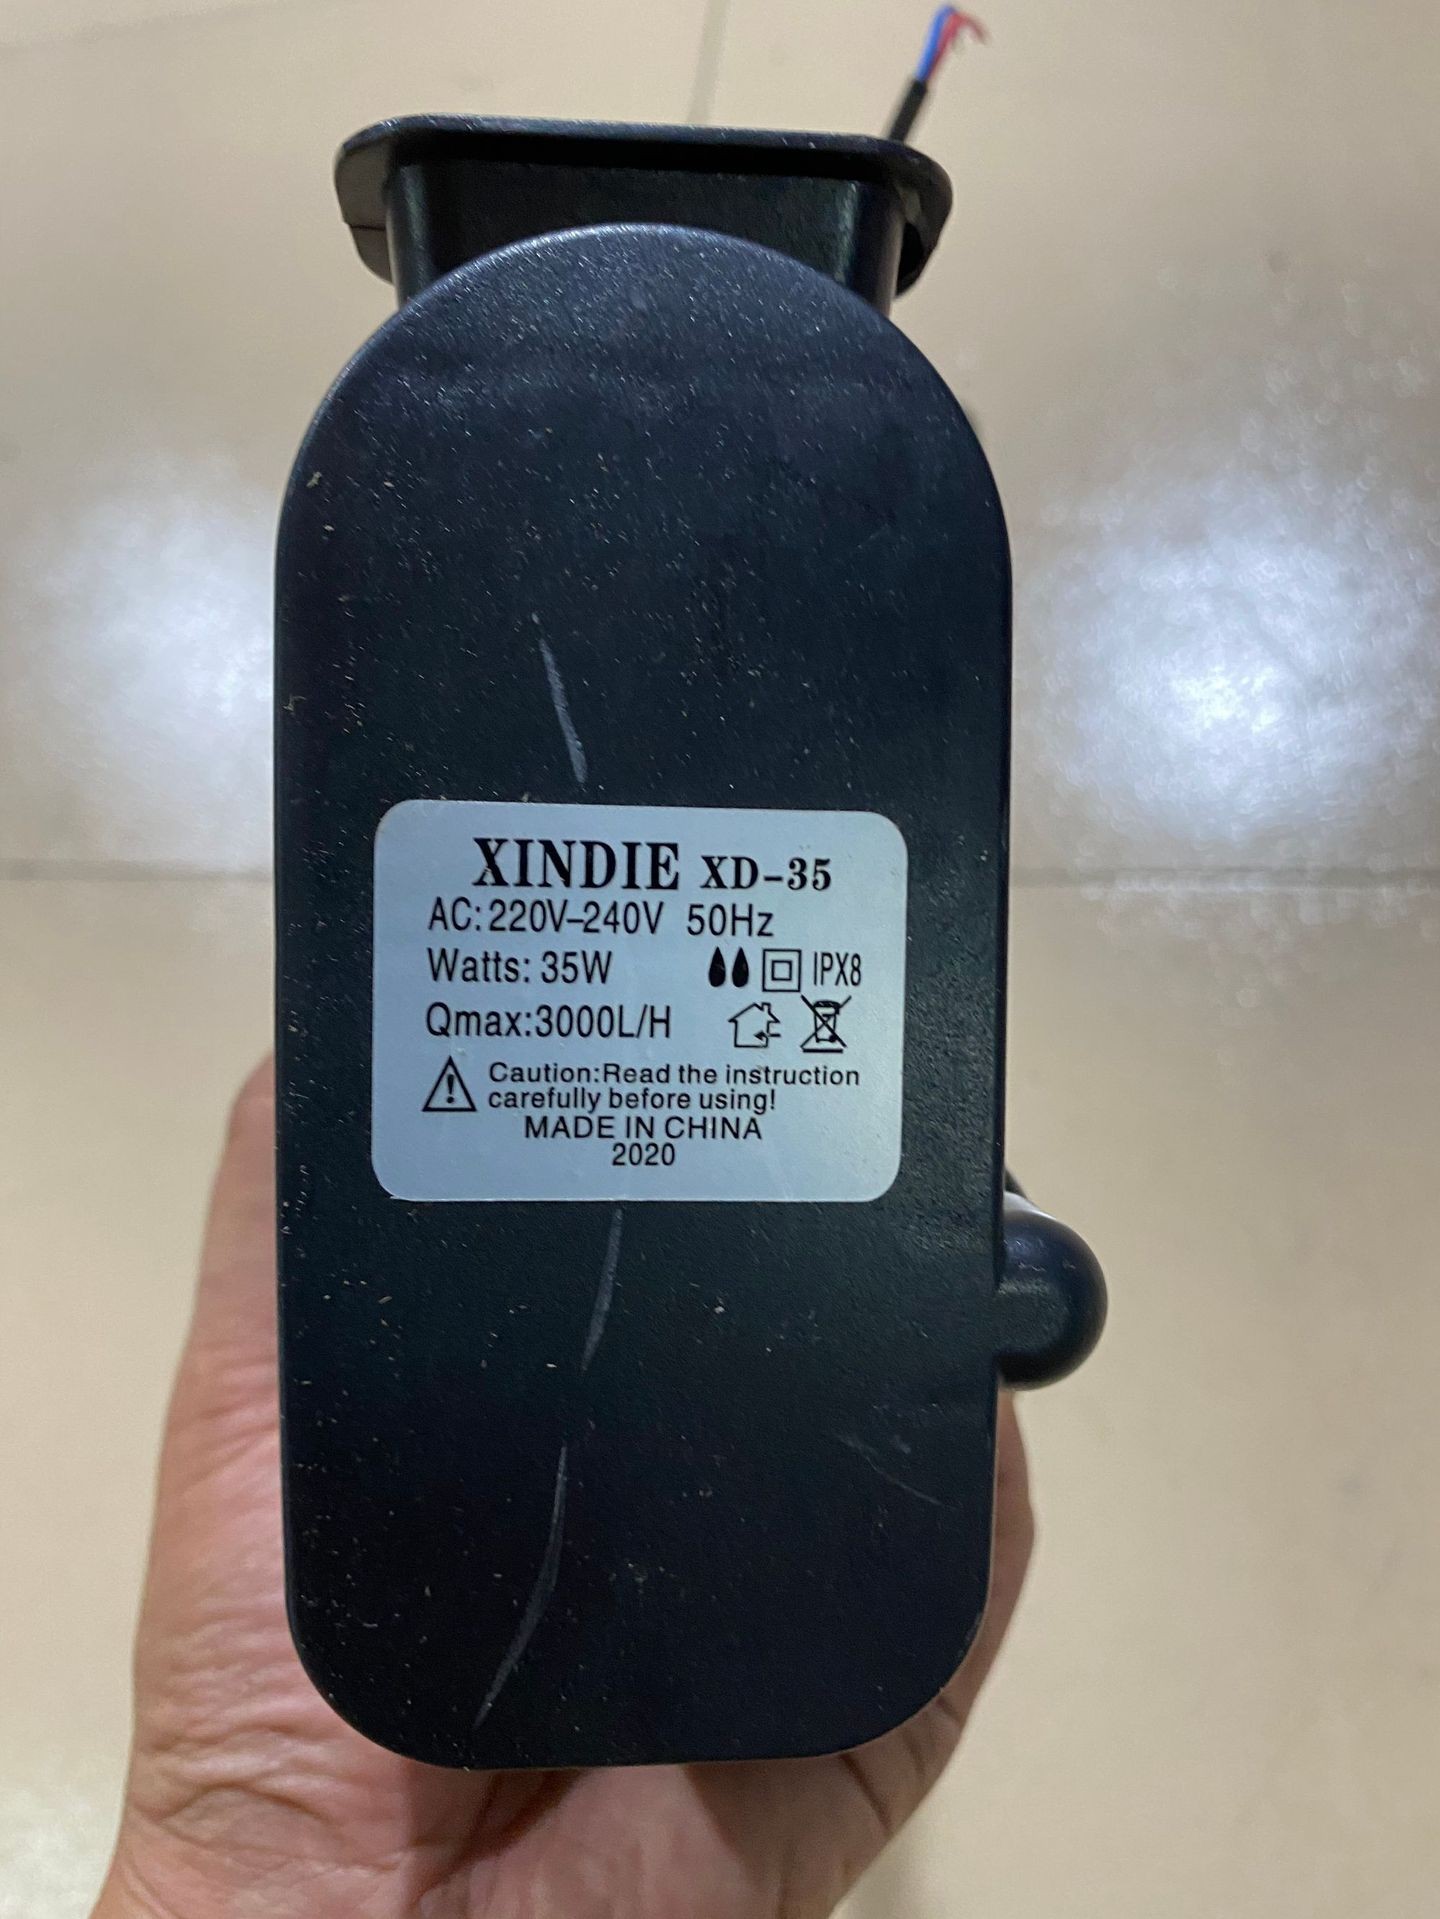 XINDIE XD-35
AC: 220V-240V 50Hz
Watts: 35W IPX8
Qmax:3000L/H
Caution:Read the instruction
carefully before using!
MADE IN CHINA
2020